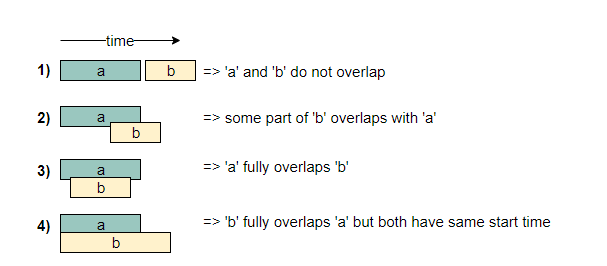 time
1) a b => 'a' and 'b' do not overlap
2) a => some part of 'b' overlaps with 'a'
b
3) a => 'a' fully overlaps 'b'
b
4) a => 'b' fully overlaps 'a' but both have same start time
b